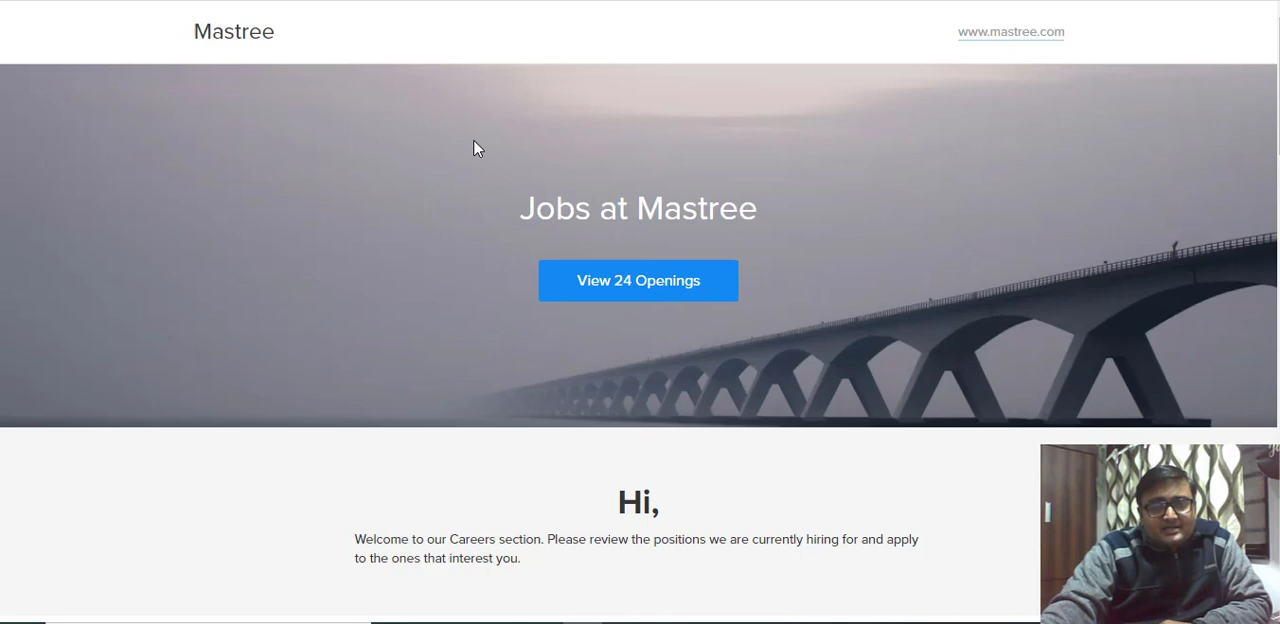 Mastree
www.mastree.com
Jobs at Mastree
View 24 Openings
Hi,
Welcome to our Careers section. Please review the positions we are currently hiring for and apply
to the ones that interest you.